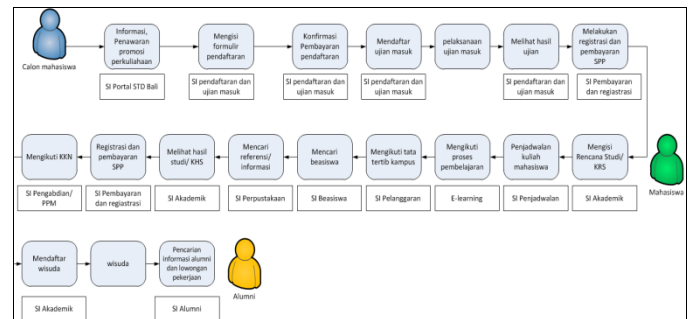 Informasi,
Penawaran
promosi
perkuliahaan
Mengisi
formulir
pendaftaran
Konfirmasi
Pembayaran
pendaftaran
Mendaftar
ujian masuk
pelaksanaan
ujian masuk
Melihat hasil
ujian
Melakukan
registrasi dan
pembayaran
SPP
Calon mahasiswa
SI Portal STD Bali
SI pendaftaran dan
ujian masuk
SI pendaftaran dan
ujian masuk
SI pendaftaran dan
ujian masuk
SI pendaftaran dan
ujian masuk
SI Pembayaran
dan regiastrasi
Mengikuti KKN
Registrasi dan
pembayaran
SPP
Melihat hasil
studi/ KHS
Mencari
referensi/
informasi
Mencari
beasiswa
Mengikuti tata
tertib kampus
Mengikuti
proses
pembelajaran
Penjadwalan
kuliah
mahasiswa
Mengisi
Rencana Studi/
KRS
Mahasiswa
SI Pengabdian/
PPM
SI Pembayaran
dan regiastrasi
SI Akademik
SI Perpustakaan
SI Beasiswa
SI Pelanggaran
E-learning
SI Penjadwalan
SI Akademik
Mendaftar
wisuda
wisuda
Pencarian
informasi alumni
dan lowongan
pekerjaan
Alumni
SI Akademik
SI Alumni